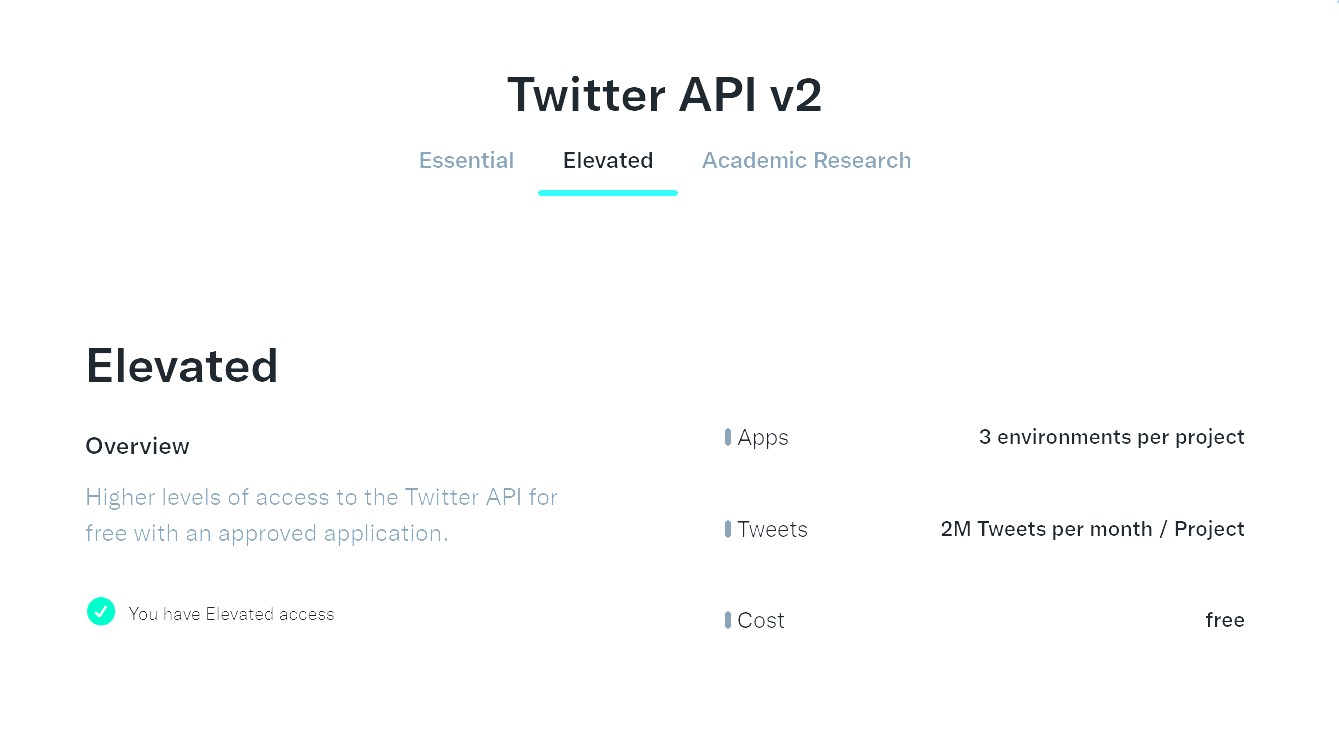 Twitter API v2
Essential Elevated Academic Research
Elevated
Overview
Higher levels of access to the Twitter API for
free with an approved application.
You have Elevated access
Apps 3 environments per project
Tweets 2M Tweets per month / Project
Cost free